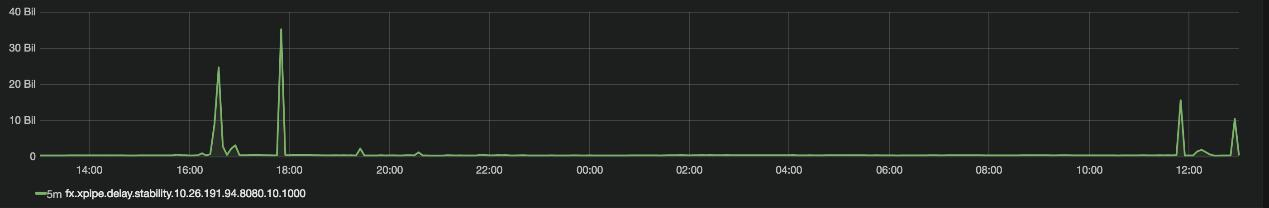 40 Bil
30 Bil
20 Bil
10 Bil
0
14:00 16:00 18:00 20:00 22:00 00:00 02:00 04:00 06:00 08:00 10:00 12:00
5m fx.xpipe.delay.stability.10.26.191.94.8080.10.1000